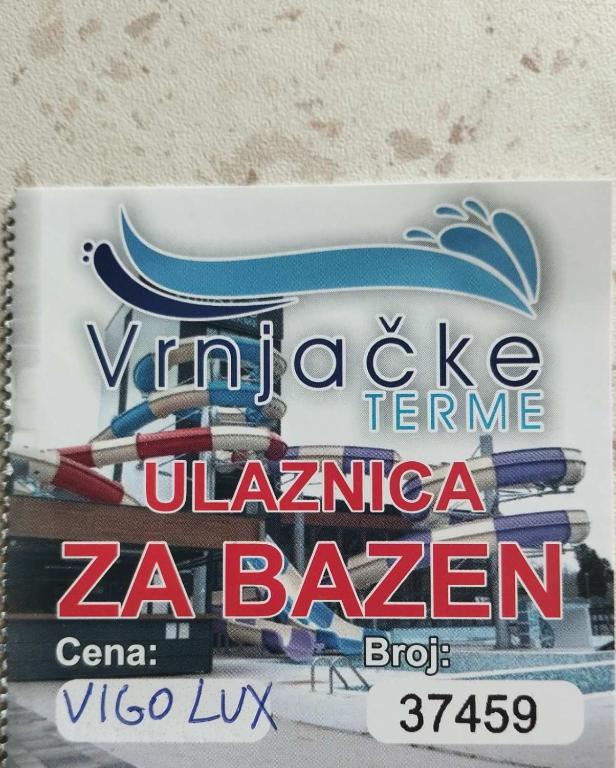 Vrnjačke
TERME
ULAZNICA
ZA BAZEN
Cena: Broj:
VIGO LUX 37459